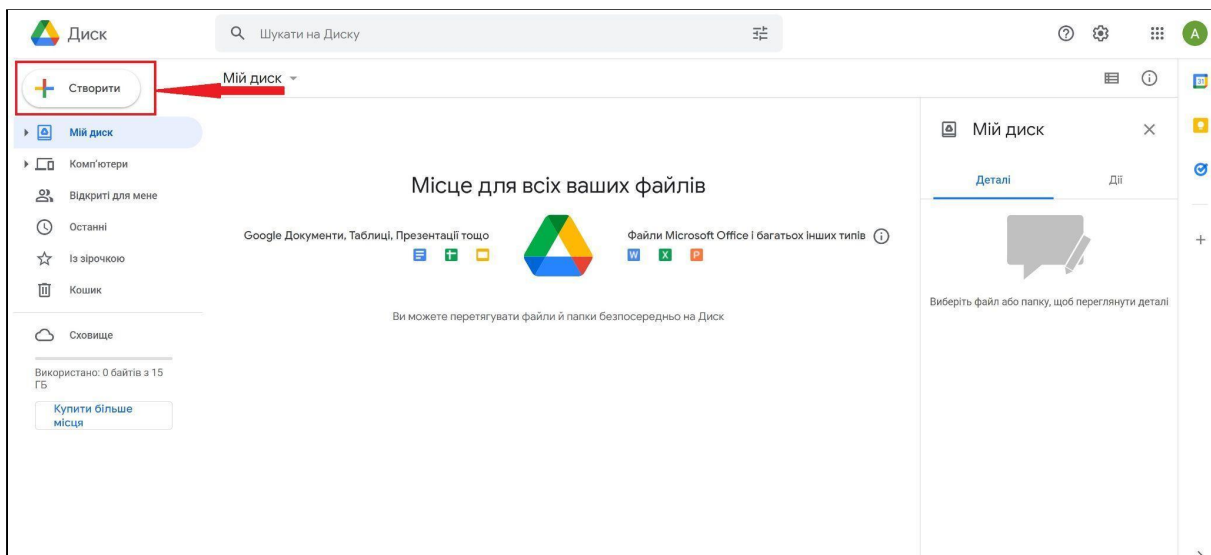 Диск
Шукати на Диску
A
Створити
Мій диск
31
Мій диск
Комп'ютери
Відкриті для мене
Останні
Із зірочкою
Кошик
Сховище
Використано: 0 байтів з 15
ГБ
Купити більше
місця
Місце для всіх ваших файлів
Google Документи, Таблиці, Презентації тощо
Файли Microsoft Office і багатьох інших типів
W X P
Ви можете перетягувати файли й папки безпосередньо на Диск
Мій диск
Деталі Дії
Виберіть файл або папку, щоб переглянути деталі